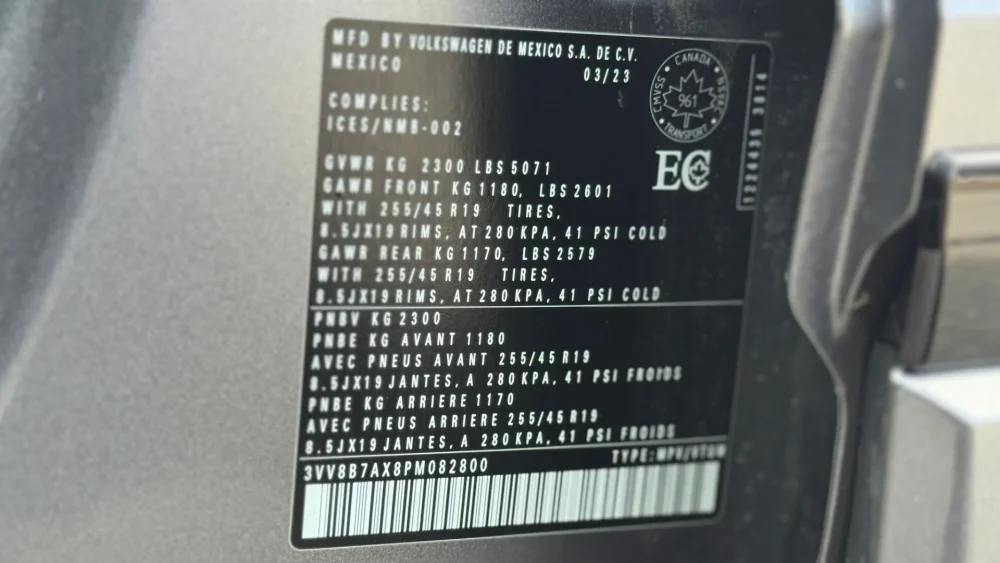 MFD BY VOLKSWAGEN DE MEXICO S.A. DE C.V.
MEXICO 03/23
COMPLIES:
ICES/NMB-002
CANADA
CMVSS NSVAC
961
TRANSPORT
EC
GVWR KG 2300 LBS 5071
GAWR FRONT KG 1180, LBS 2601
WITH 255/45 R19 TIRES,
8.5JX19 RIMS, AT 280 KPA, 41 PSI COLD
GAWR REAR KG 1170, LBS 2579
WITH 255/45 R19 TIRES,
8.5JX19 RIMS, AT 280 KPA, 41 PSI COLD
PNBV KG 2300
PNBE KG AVANT 1180
AVEC PNEUS AVANT 255/45 R19
8.5JX19 JANTES, A 280 KPA, 41 PSI FROIDS
PNBE KG ARRIERE 1170
AVEC PNEUS ARRIERE 255/45 R19
8.5JX19 JANTES, A 280 KPA, 41 PSI FROIDS
3VV8B7AX8PM082800 TYPE: